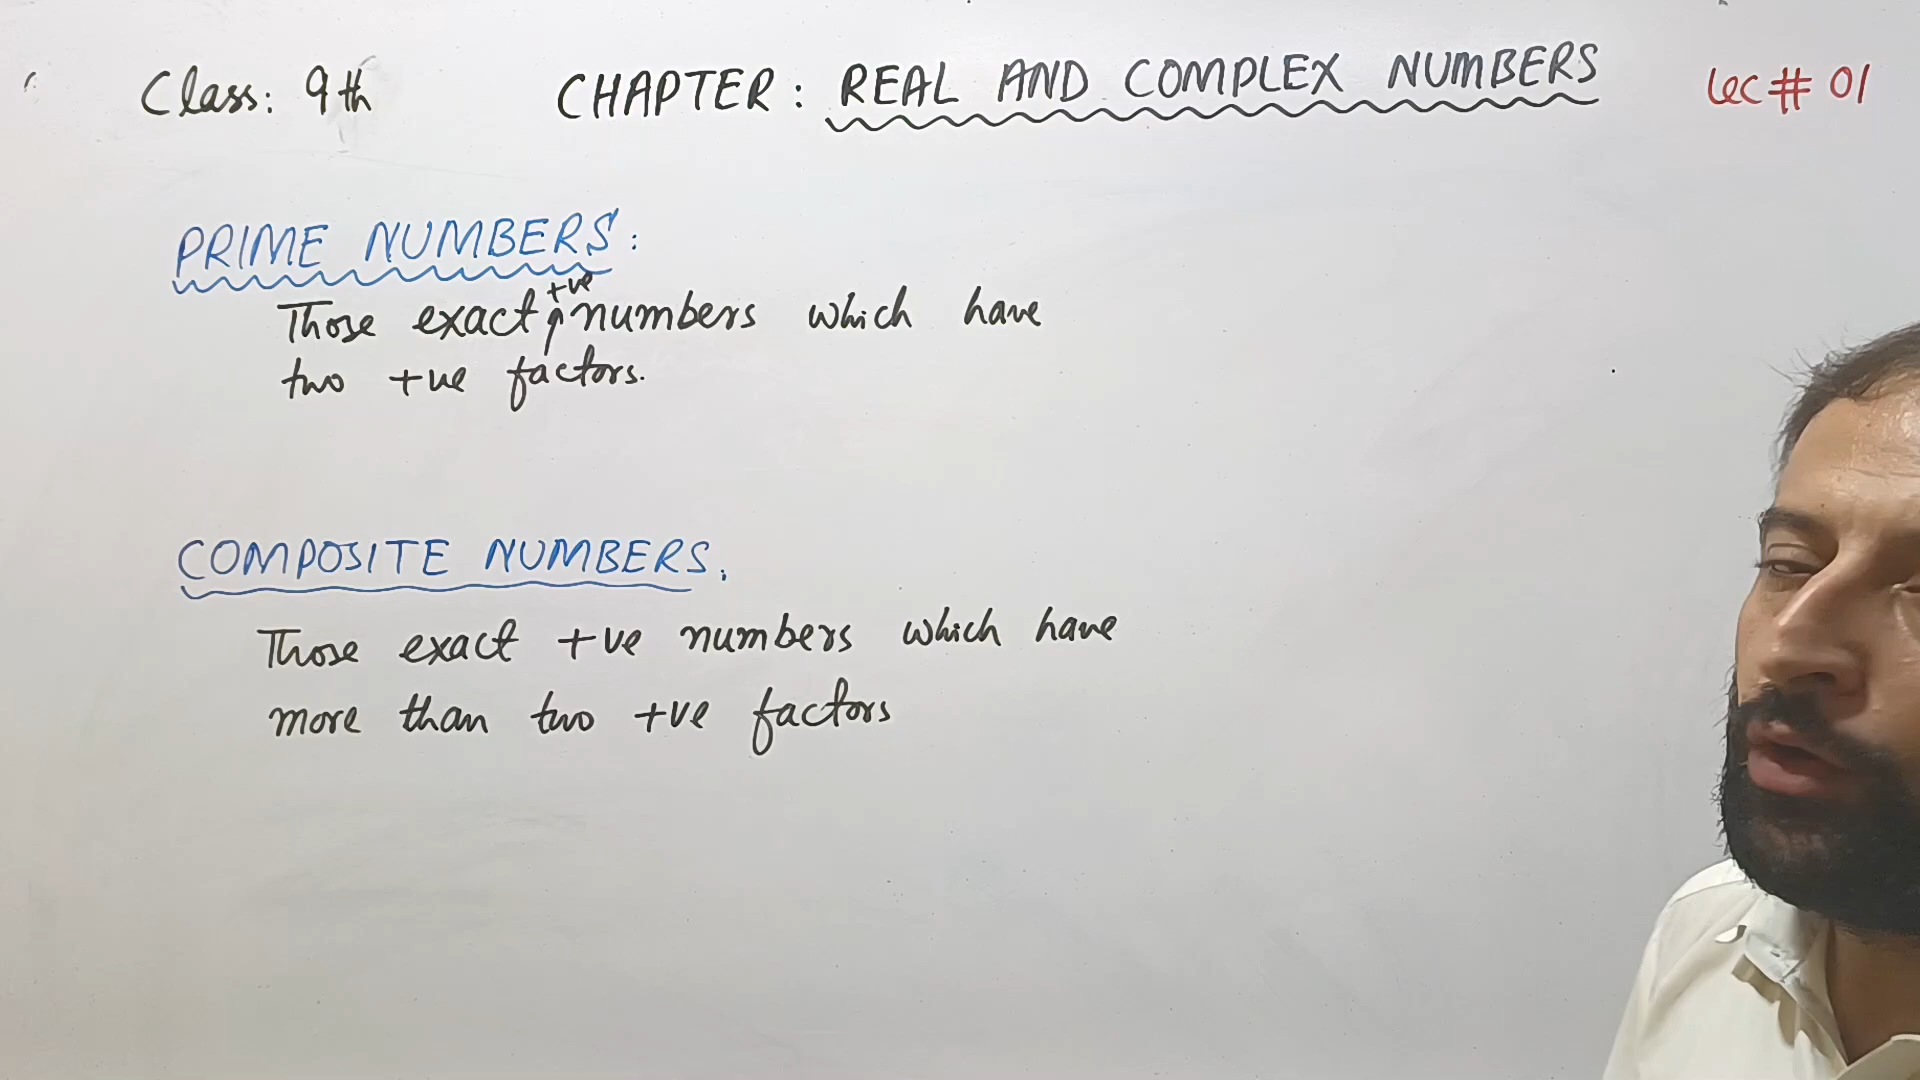 Class: 9th CHAPTER: REAL AND COMPLEX NUMBERS Lec # 01
PRIME NUMBERS:
Those exact +ve numbers which have
two +ve factors.
COMPOSITE NUMBERS.
Those exact +ve numbers which have
more than two +ve factors